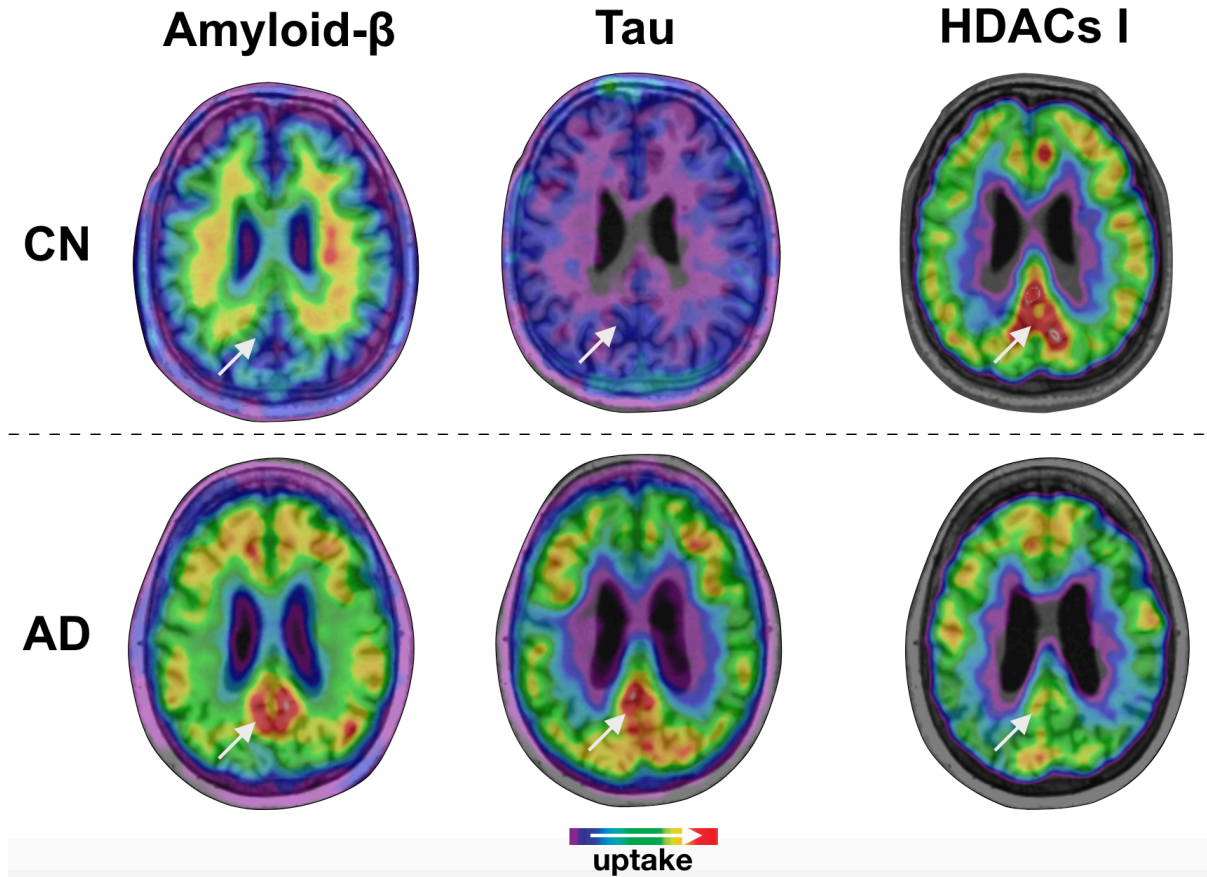 Amyloid-β
Tau
HDACs I
CN
AD
uptake